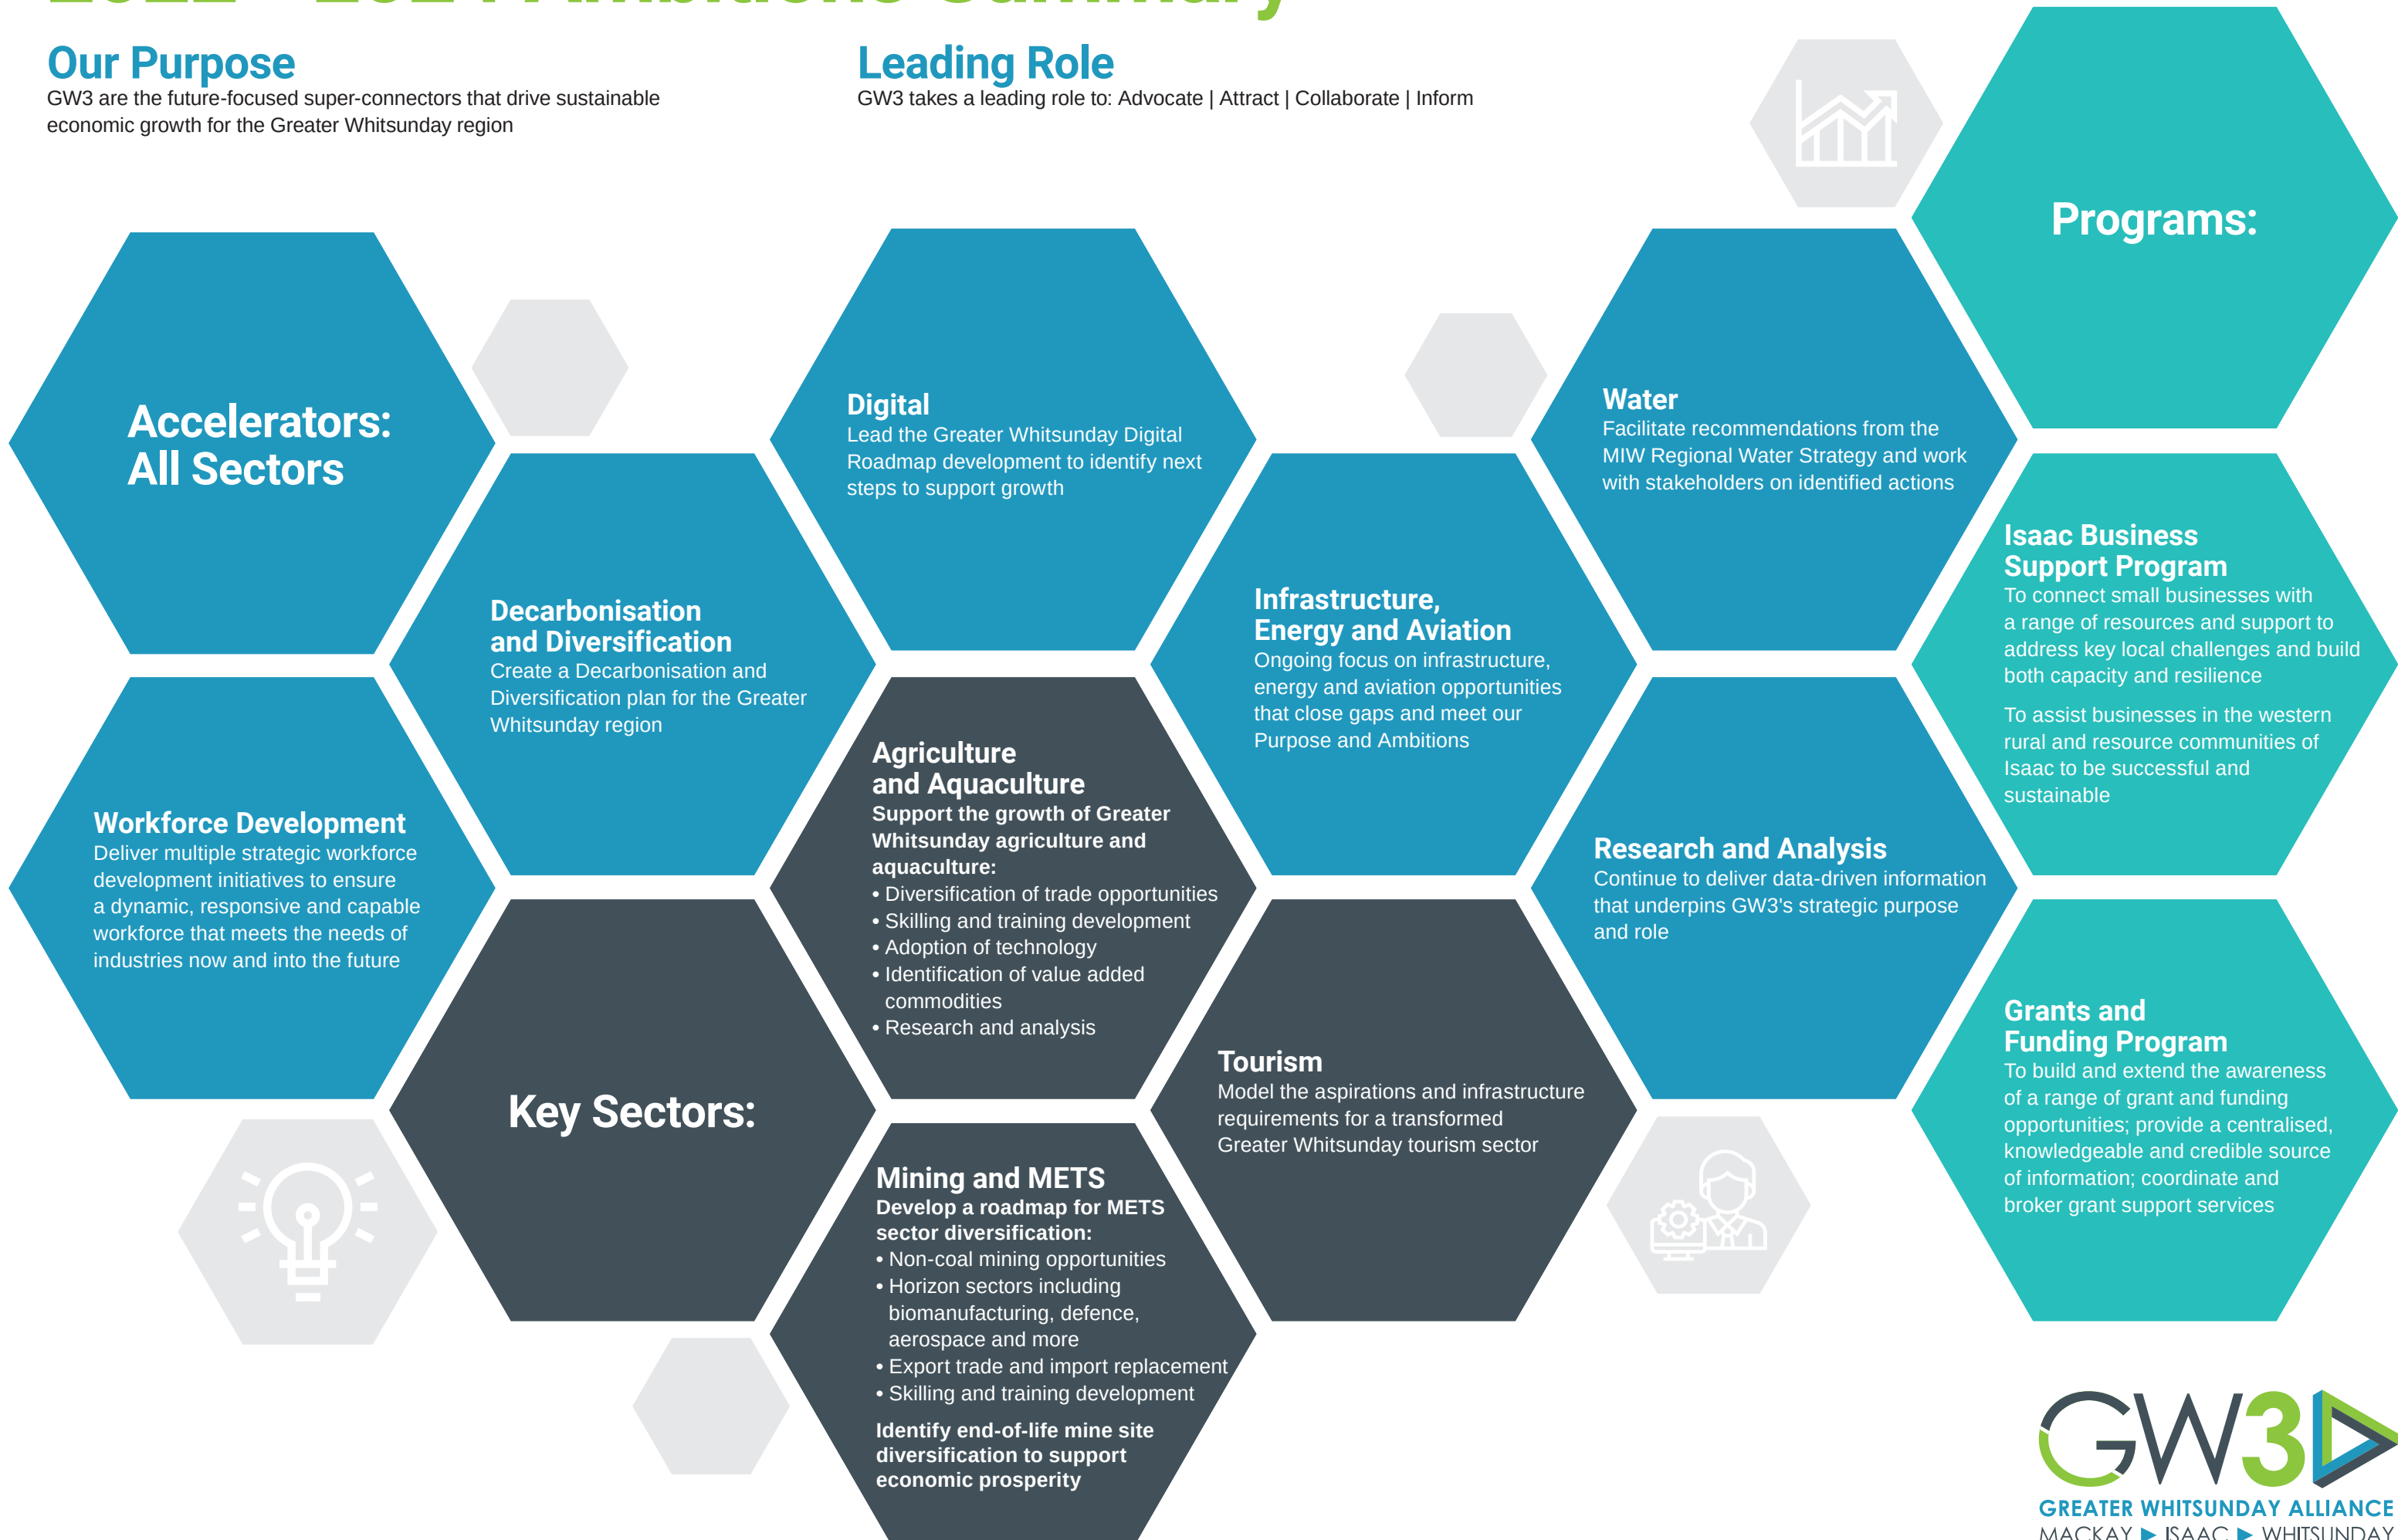 Ambitions Summary
Our Purpose
GW3 are the future-focused super-connectors that drive sustainable
economic growth for the Greater Whitsunday region
Leading Role
GW3 takes a leading role to: Advocate | Attract | Collaborate | Inform
Programs:
Accelerators:
All Sectors
Digital
Lead the Greater Whitsunday Digital
Roadmap development to identify next
steps to support growth
Water
Facilitate recommendations from the
MIW Regional Water Strategy and work
with stakeholders on identified actions
Decarbonisation
and Diversification
Create a Decarbonisation and
Diversification plan for the Greater
Whitsunday region
Infrastructure,
Energy and Aviation
Ongoing focus on infrastructure,
energy and aviation opportunities
that close gaps and meet our
Purpose and Ambitions
Isaac Business
Support Program
To connect small businesses with
a range of resources and support to
address key local challenges and build
both capacity and resilience
To assist businesses in the western
rural and resource communities of
Isaac to be successful and
sustainable
Workforce Development
Deliver multiple strategic workforce
development initiatives to ensure
a dynamic, responsive and capable
workforce that meets the needs of
industries now and into the future
Agriculture
and Aquaculture
Support the growth of Greater
Whitsunday agriculture and
aquaculture:
• Diversification of trade opportunities
• Skilling and training development
• Adoption of technology
• Identification of value added
commodities
• Research and analysis
Research and Analysis
Continue to deliver data-driven information
that underpins GW3's strategic purpose
and role
Key Sectors:
Tourism
Model the aspirations and infrastructure
requirements for a transformed
Greater Whitsunday tourism sector
Grants and
Funding Program
To build and extend the awareness
of a range of grant and funding
opportunities; provide a centralised,
knowledgeable and credible source
of information; coordinate and
broker grant support services
Mining and METS
Develop a roadmap for METS
sector diversification:
• Non-coal mining opportunities
• Horizon sectors including
biomanufacturing, defence,
aerospace and more
• Export trade and import replacement
• Skilling and training development
Identify end-of-life mine site
diversification to support
economic prosperity
GW3
GREATER WHITSUNDAY ALLIANCE
MACKAY ▶ ISAAC ▶ WHITSUNDAY